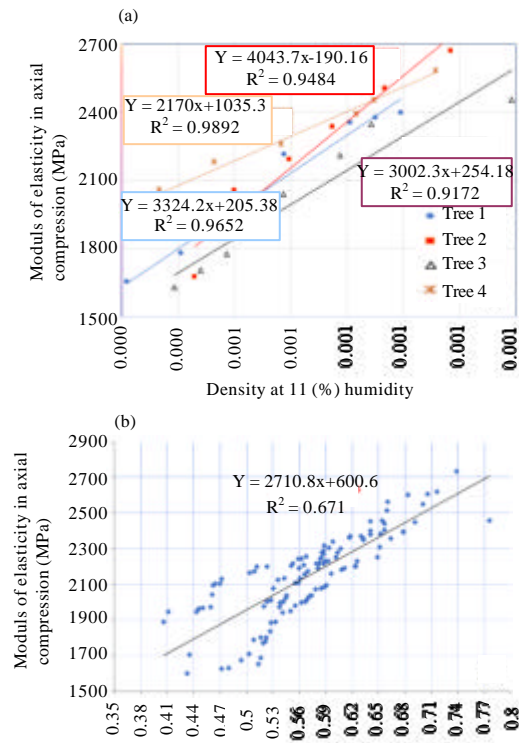 (a)
2700
2400
2100
1800
1500
Moduls of elasticity in axial
compression (MPa)
Y = 4043.7x-190.16
R2 = 0.9484
Y = 2170x+1035.3
R2 = 0.9892
Y = 3002.3x+254.18
R2 = 0.9172
Y = 3324.2x+205.38
R2 = 0.9652
Tree 1
Tree 2
Tree 3
Tree 4
0.000 0.000 0.001 0.001 0.001 0.001 0.001 0.001
Density at 11 (%) humidity
(b)
2900
2700
2500
2300
2100
1900
1700
1500
Moduls of elasticity in axial
compression (MPa)
Y = 2710.8x+600.6
R2 = 0.671
0.35 0.38 0.41 0.44 0.47 0.5 0.53 0.56 0.59 0.62 0.65 0.68 0.71 0.74 0.77 0.8